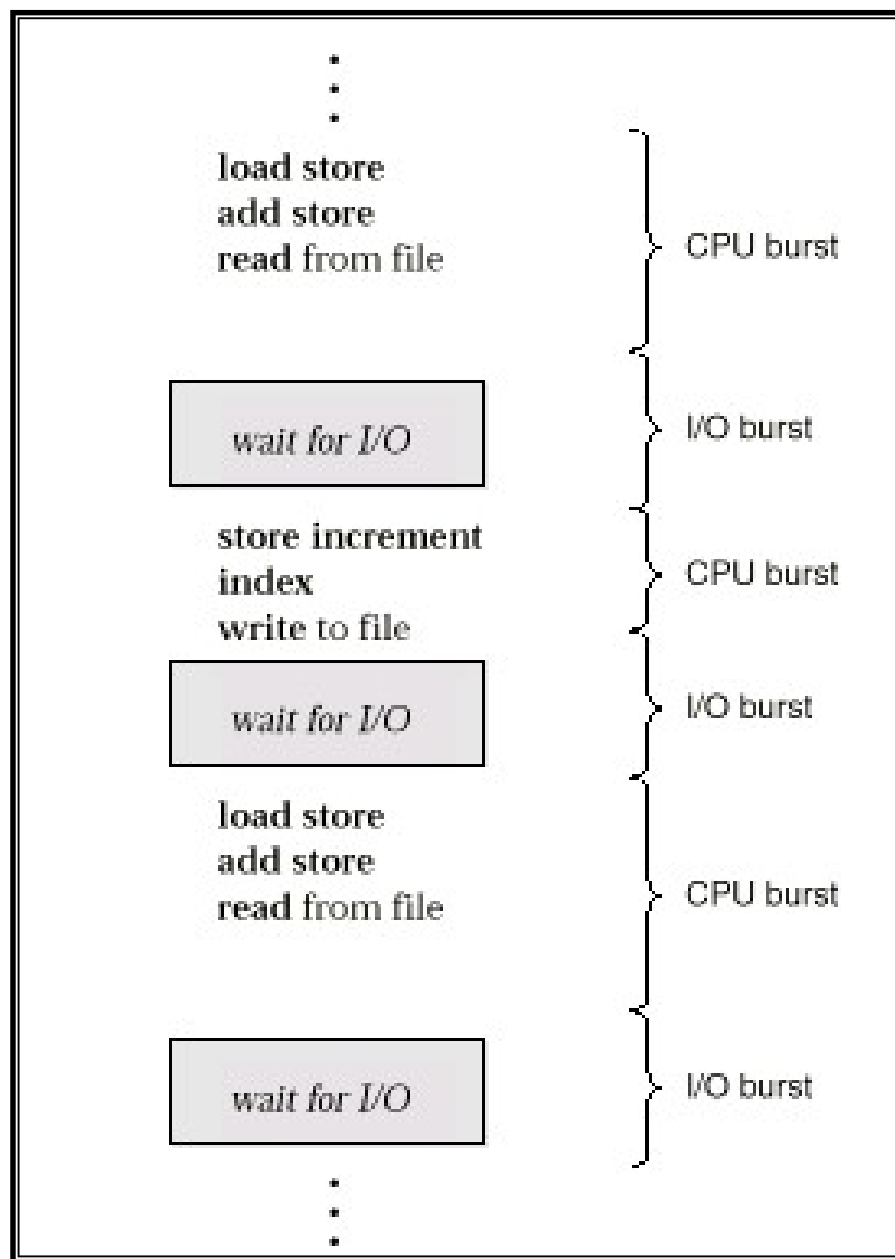 load store
add store
read from file
CPU burst
wait for I/O
I/O burst
store increment
index
write to file
CPU burst
wait for I/O
I/O burst
load store
add store
read from file
CPU burst
wait for I/O
I/O burst